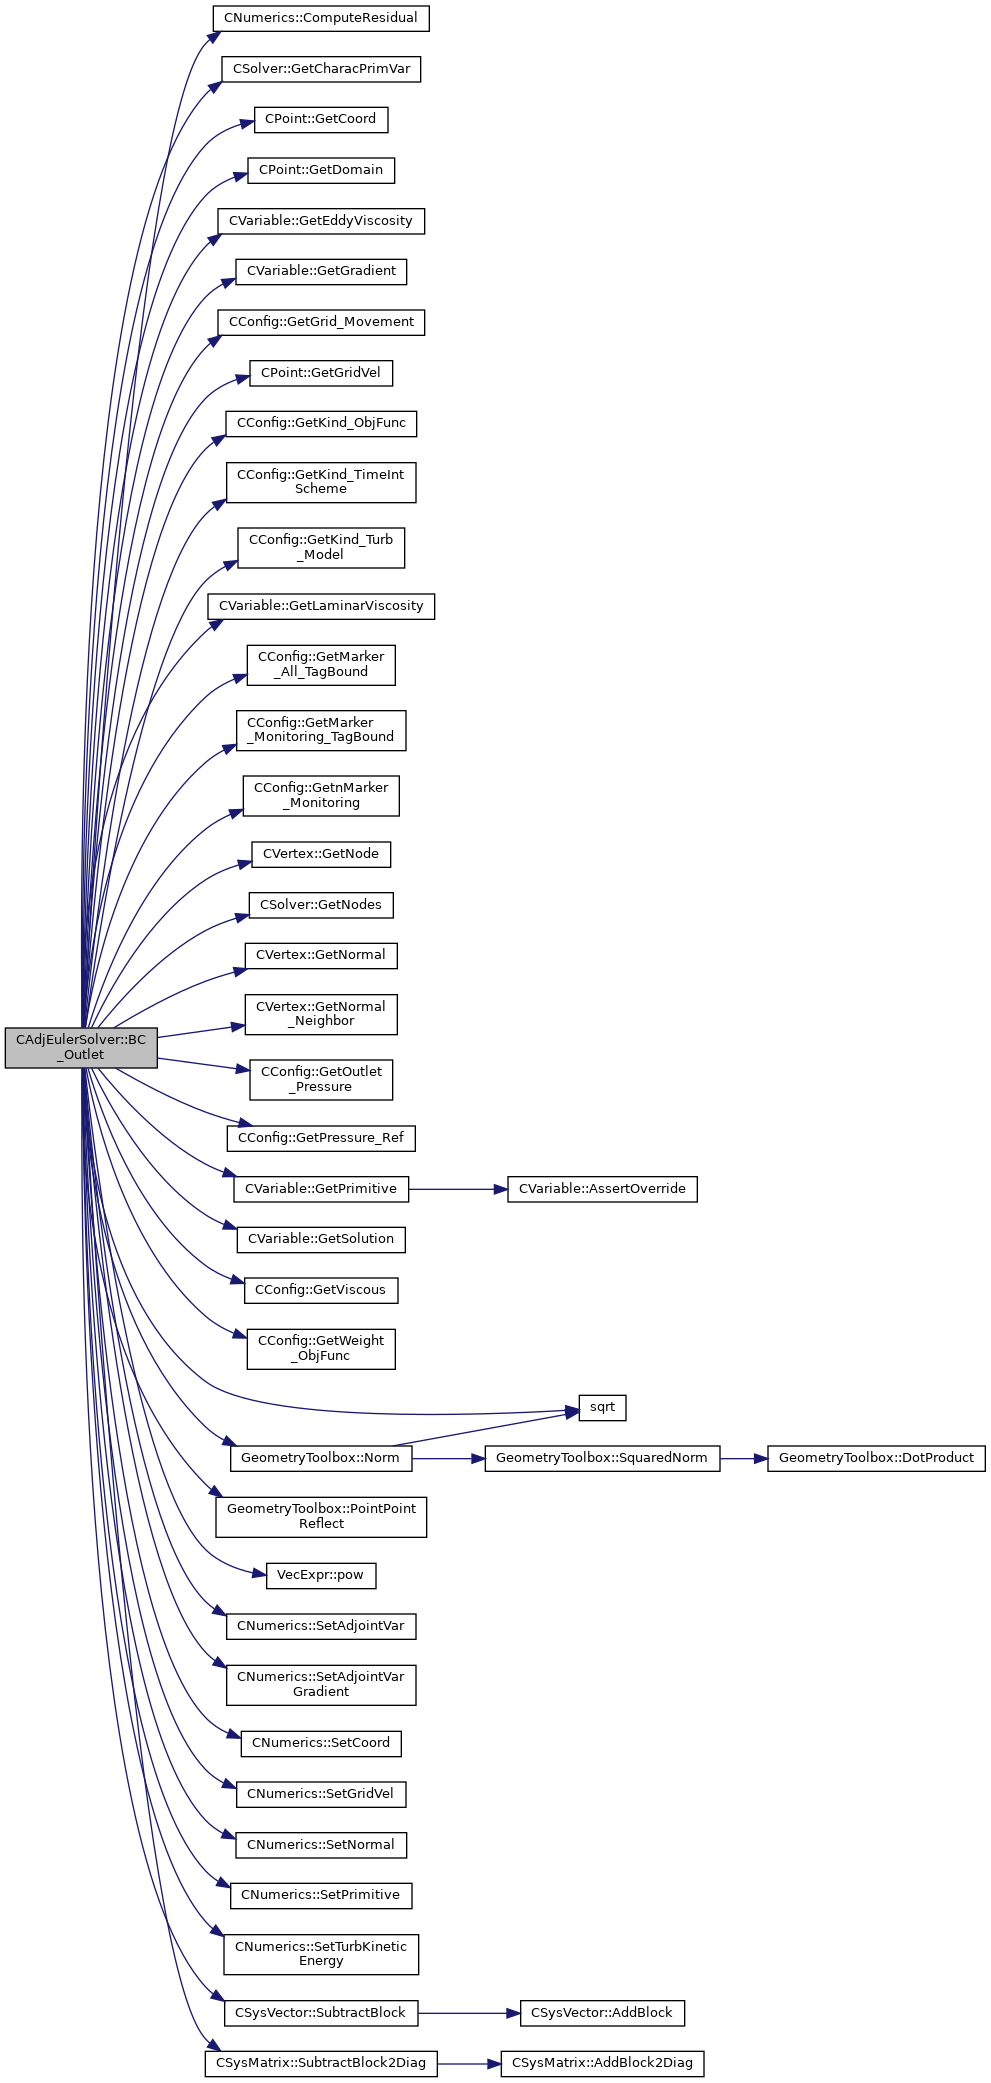 CNumerics::ComputeResidual
CSolver::GetCharacPrimVar
CPoint::GetCoord
CPoint::GetDomain
CVariable::GetEddyViscosity
CVariable::GetGradient
CConfig::GetGrid_Movement
CPoint::GetGridVel
CConfig::GetKind_ObjFunc
CConfig::GetKind_TimeInt
Scheme
CConfig::GetKind_Turb
_Model
CVariable::GetLaminarViscosity
CConfig::GetMarker
_All_TagBound
CConfig::GetMarker
_Monitoring_TagBound
CConfig::GetnMarker
_Monitoring
CVertex::GetNode
CSolver::GetNodes
CVertex::GetNormal
CVertex::GetNormal
_Neighbor
CAdjEulerSolver::BC
_Outlet
CConfig::GetOutlet
_Pressure
CConfig::GetPressure_Ref
CVariable::GetPrimitive
CVariable::AssertOverride
CVariable::GetSolution
CConfig::GetViscous
CConfig::GetWeight
_ObjFunc
sqrt
GeometryToolbox::Norm
GeometryToolbox::SquaredNorm
GeometryToolbox::DotProduct
GeometryToolbox::PointPoint
Reflect
VecExpr::pow
CNumerics::SetAdjointVar
CNumerics::SetAdjointVar
Gradient
CNumerics::SetCoord
CNumerics::SetGridVel
CNumerics::SetNormal
CNumerics::SetPrimitive
CNumerics::SetTurbKinetic
Energy
CSysVector::SubtractBlock
CSysVector::AddBlock
CSysMatrix::SubtractBlock2Diag
CSysMatrix::AddBlock2Diag